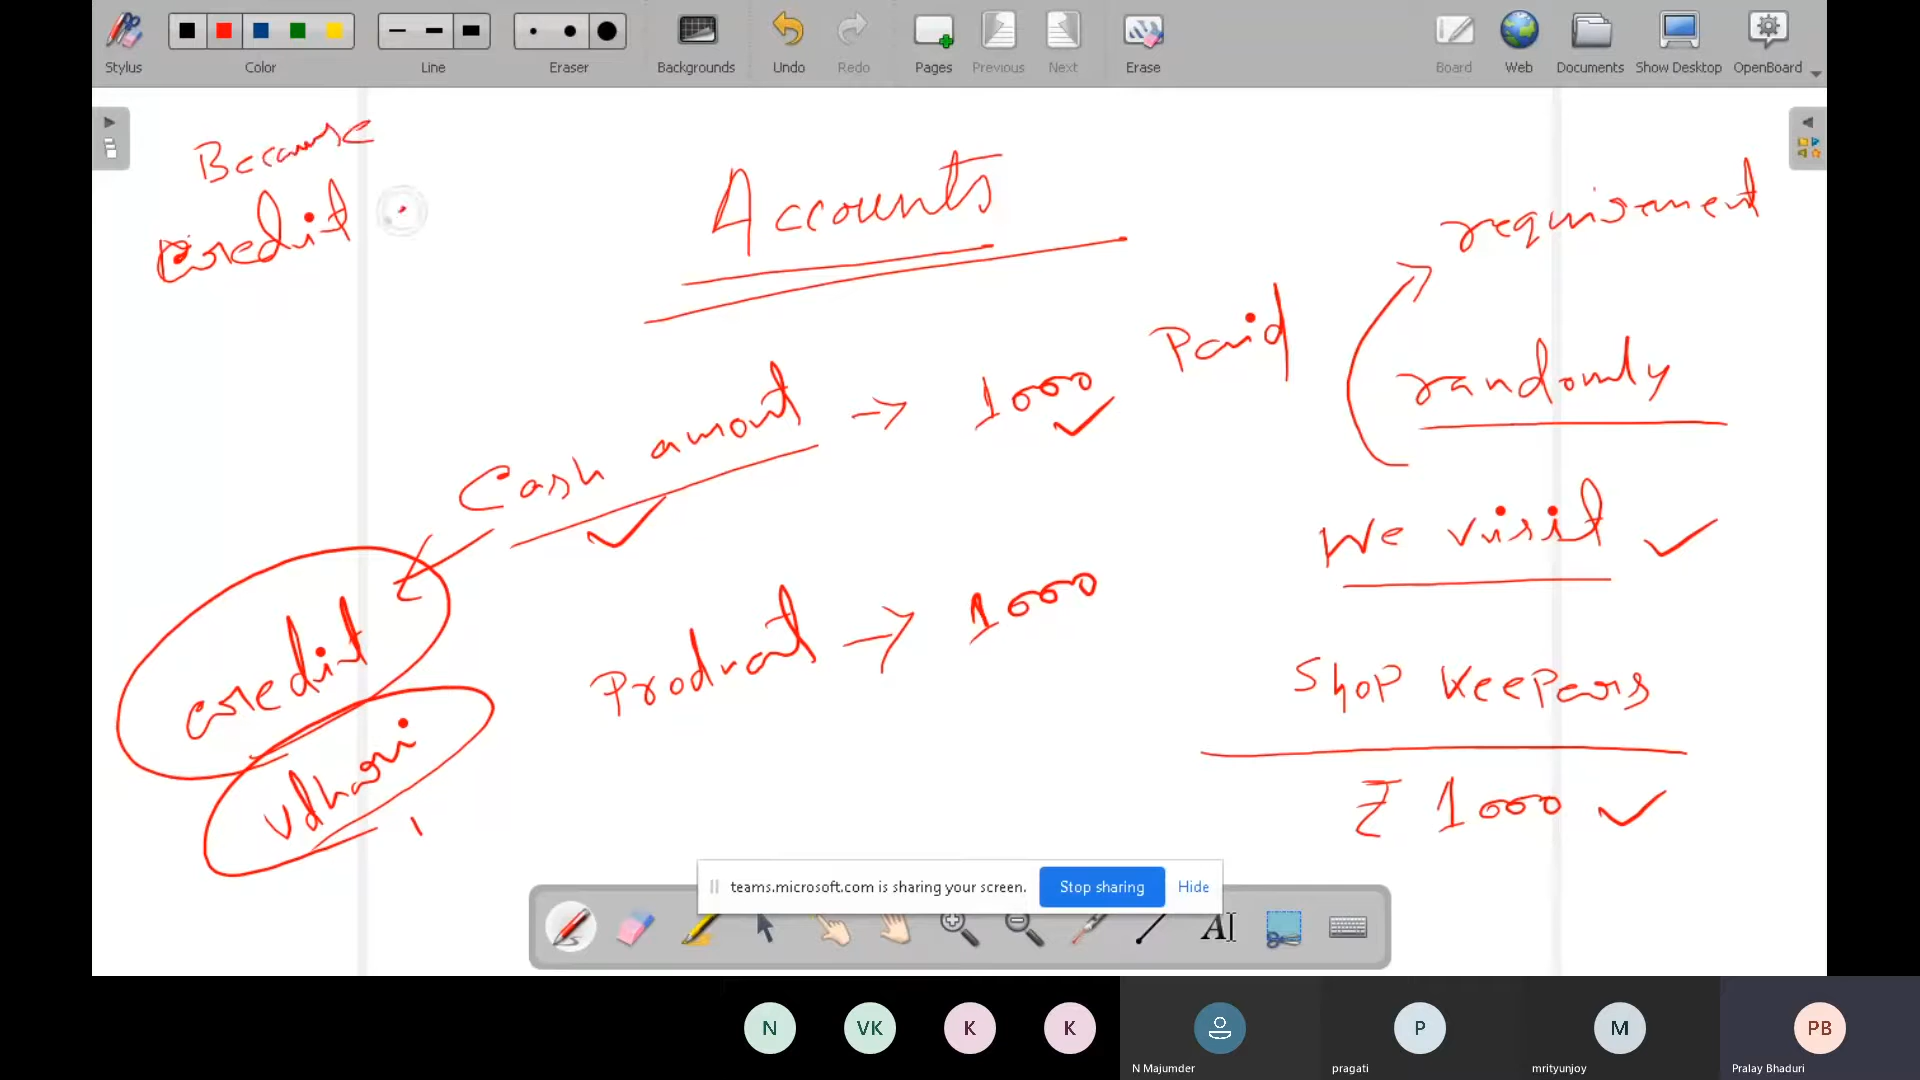 Stylus Color Line Eraser Backgrounds Undo Redo Pages Previous Next Erase Board Web Documents Show Desktop OpenBoard
Because
credit
Accounts
requirement
Cash amount -> 1000 Paid
randomly
We visit ✓
credit
Product -> 1000
Shop Keepers
udhari
₹ 1000 ✓
teams.microsoft.com is sharing your screen. Stop sharing Hide
AI
N VK K K P M PB
N Majumder pragati mrityunjoy Pralay Bhaduri